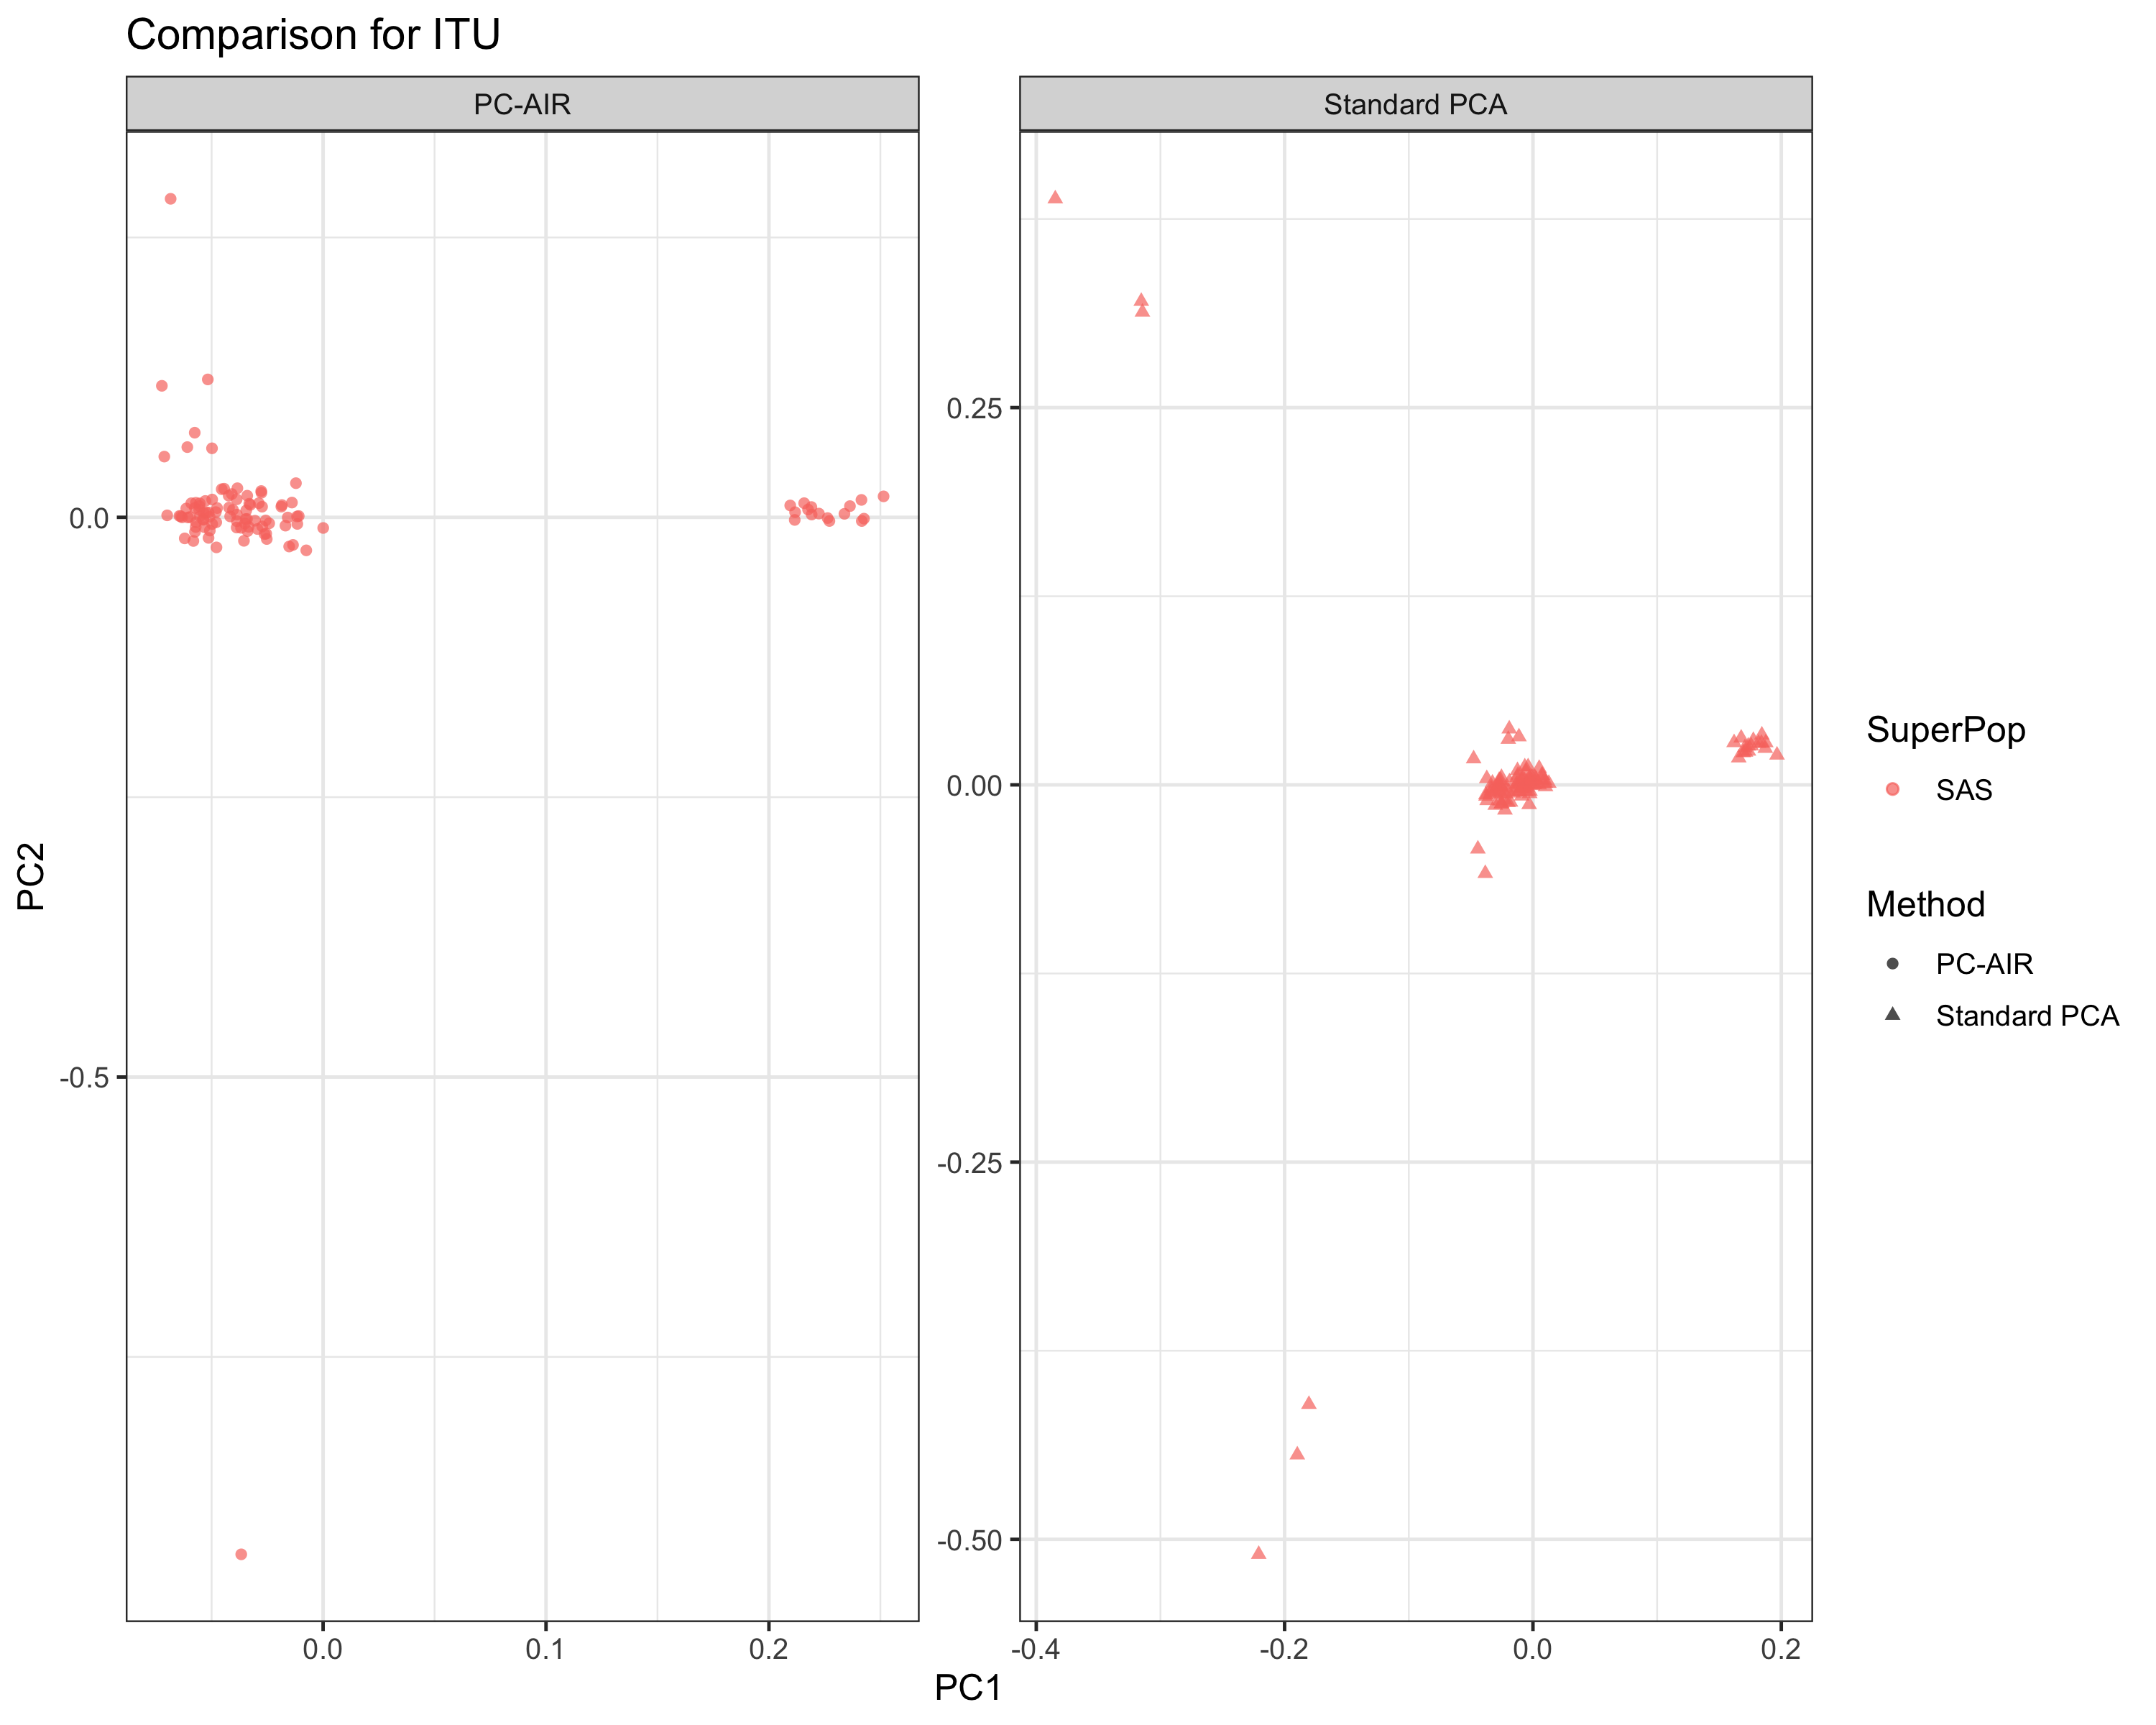 Comparison for ITU
PC-AIR
Standard PCA
PC2
0.0
-0.5
0.25
0.00
-0.25
-0.50
0.0 0.1 0.2
-0.4 -0.2 0.0 0.2
PC1
SuperPop
SAS
Method
PC-AIR
Standard PCA